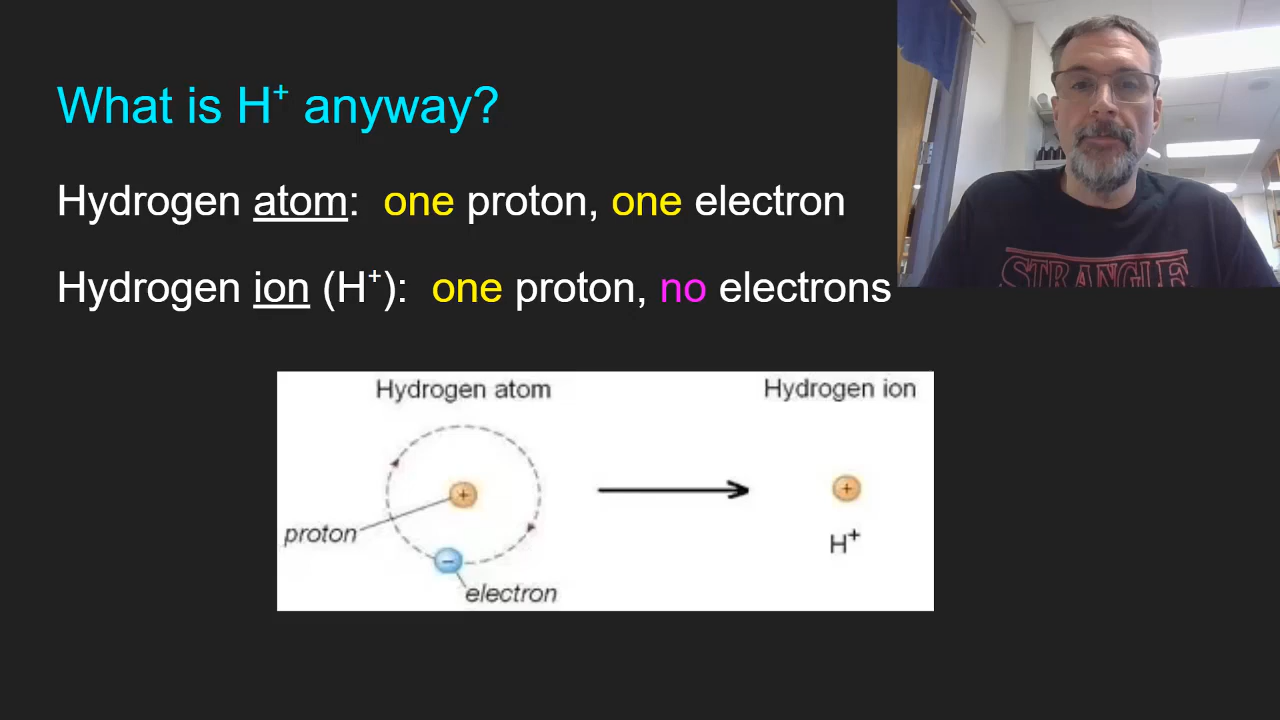 What is H⁺ anyway?
Hydrogen atom: one proton, one electron
Hydrogen ion (H⁺): one proton, no electrons
STRANGLE
Hydrogen atom
Hydrogen ion
+
+
proton
H⁺
−
electron